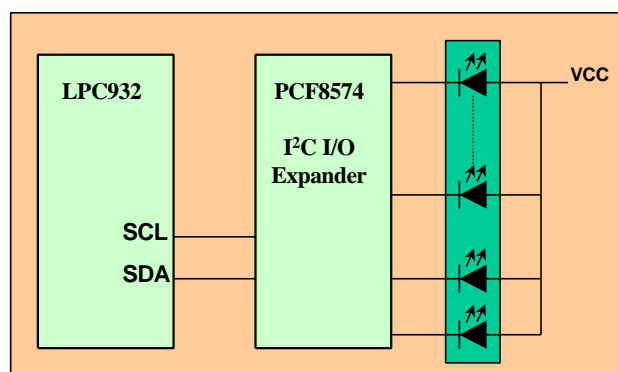 LPC932
SCL
SDA
PCF8574
I²C I/O
Expander
VCC